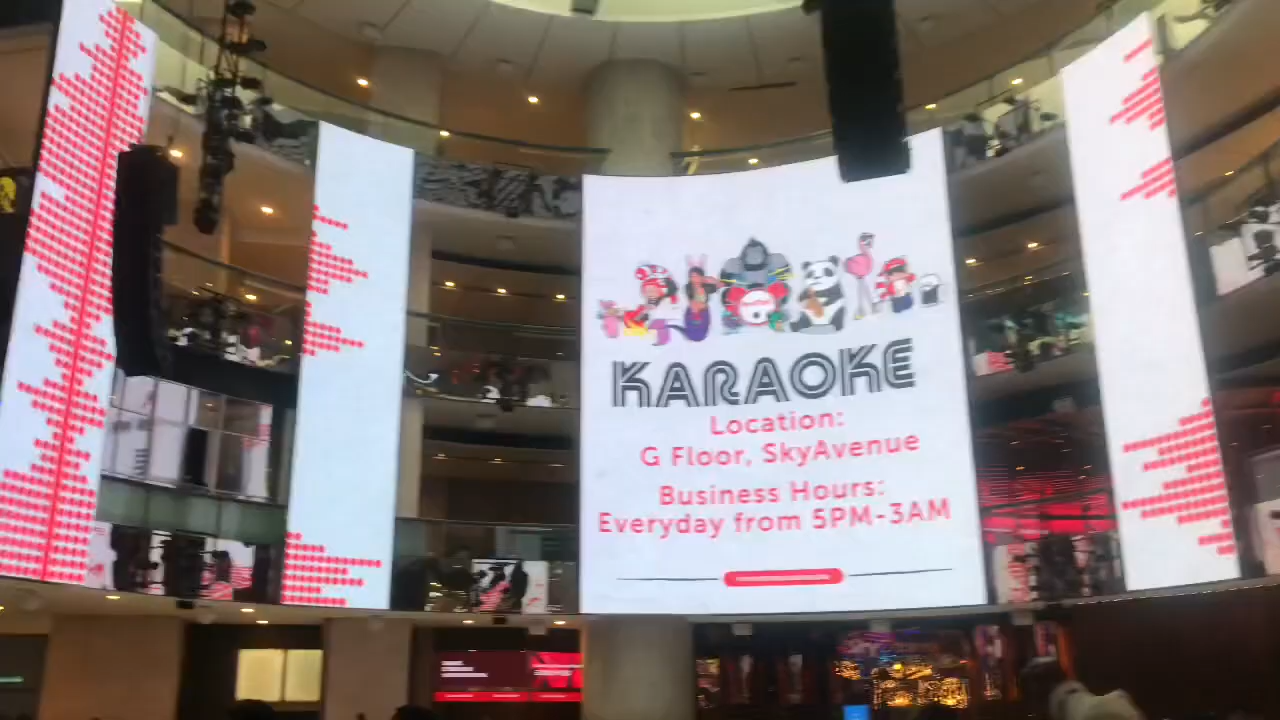 KARAOKE
Location:
G Floor, SkyAvenue
Business Hours:
Everyday from 5PM-3AM